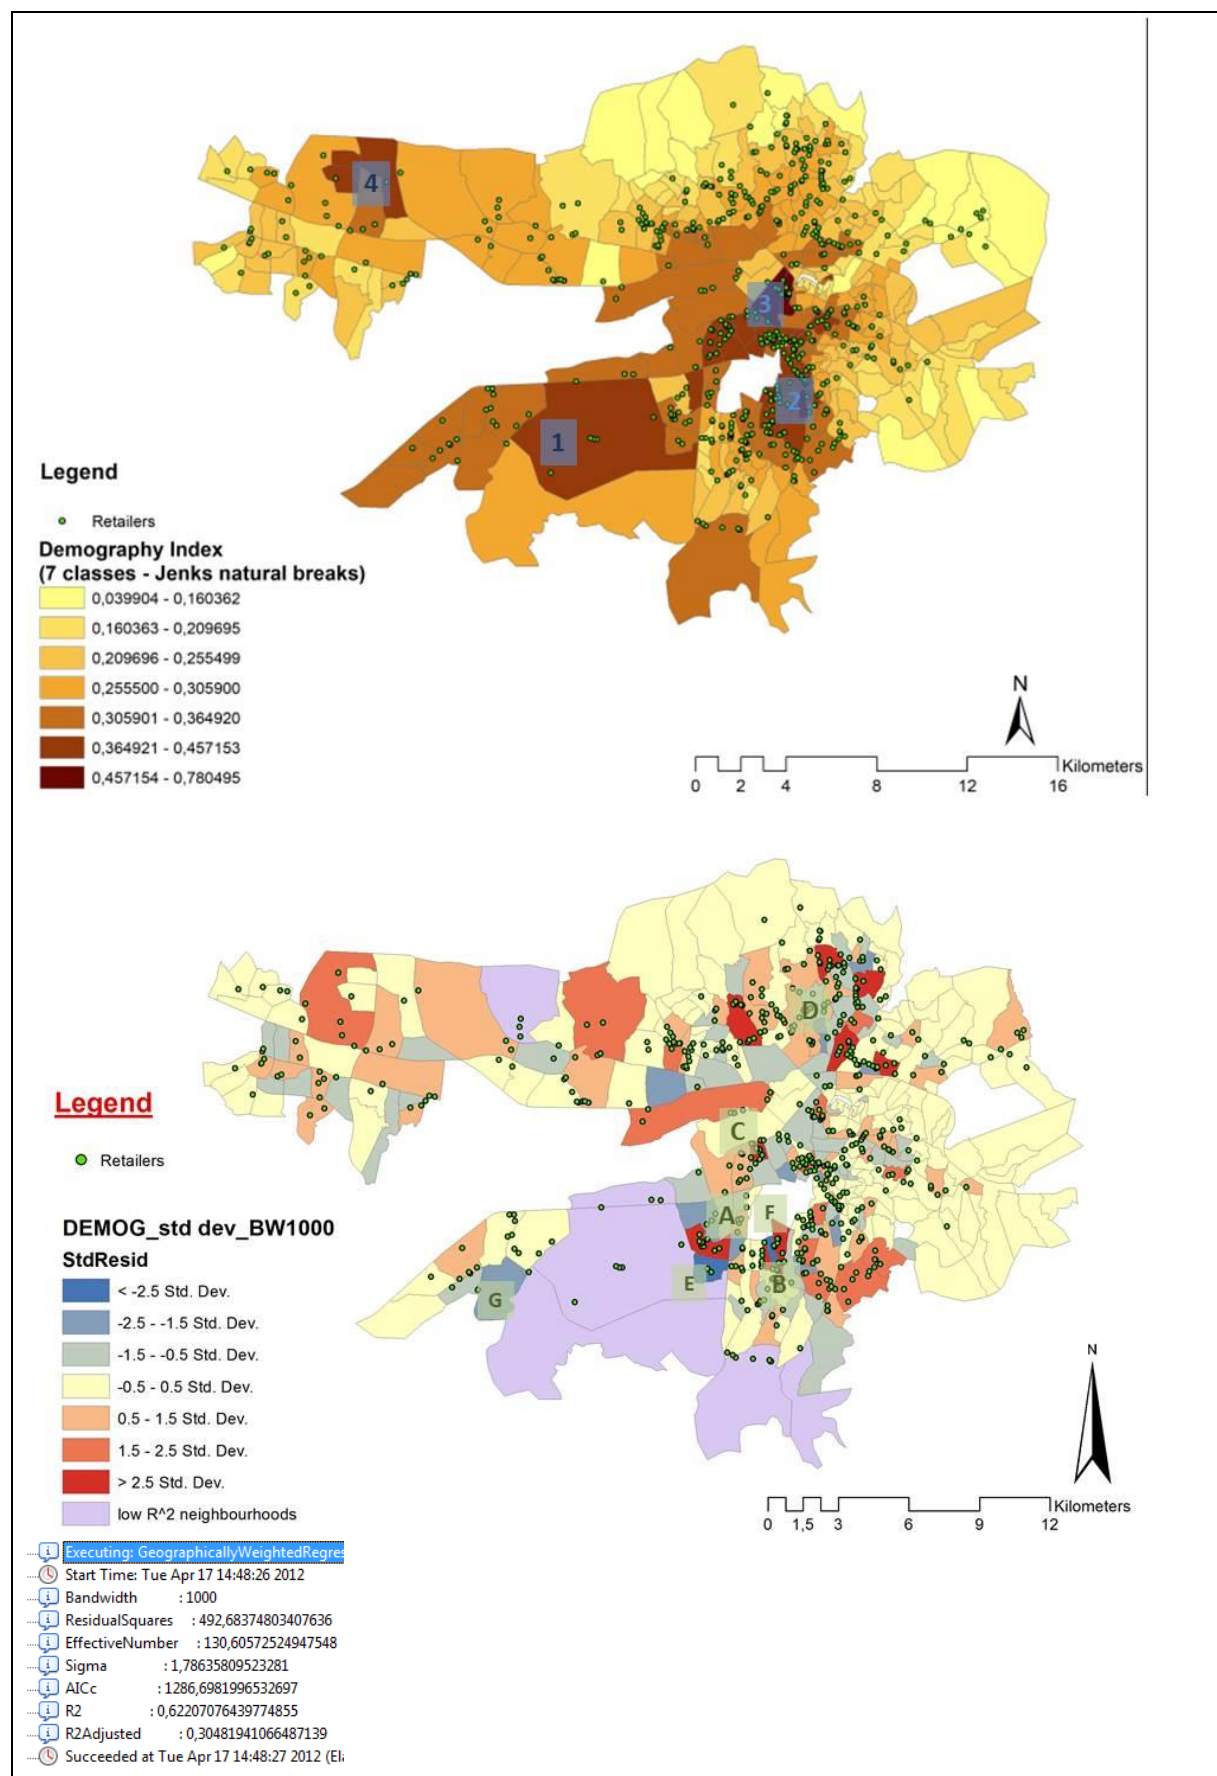 4
3
2
1
Legend
Retailers
Demography Index
(7 classes - Jenks natural breaks)
0,039904 - 0,160362
0,160363 - 0,209695
0,209696 - 0,255499
0,255500 - 0,305900
0,305901 - 0,364920
0,364921 - 0,457153
0,457154 - 0,780495
N
Kilometers
0 2 4 8 12 16
D
C
A
F
E
B
G
Legend
Retailers
DEMOG_std dev_BW1000
StdResid
< -2.5 Std. Dev.
-2.5 - -1.5 Std. Dev.
-1.5 - -0.5 Std. Dev.
-0.5 - 0.5 Std. Dev.
0.5 - 1.5 Std. Dev.
1.5 - 2.5 Std. Dev.
> 2.5 Std. Dev.
low R^2 neighbourhoods
N
Kilometers
0 1,5 3 6 9 12
Executing: GeographicallyWeightedRegres
Start Time: Tue Apr 17 14:48:26 2012
Bandwidth : 1000
ResidualSquares : 492,68374803407636
EffectiveNumber : 130,60572524947548
Sigma : 1,78635809523281
AICc : 1286,6981996532697
R2 : 0,62207076439774855
R2Adjusted : 0,30481941066487139
Succeeded at Tue Apr 17 14:48:27 2012 (Ela